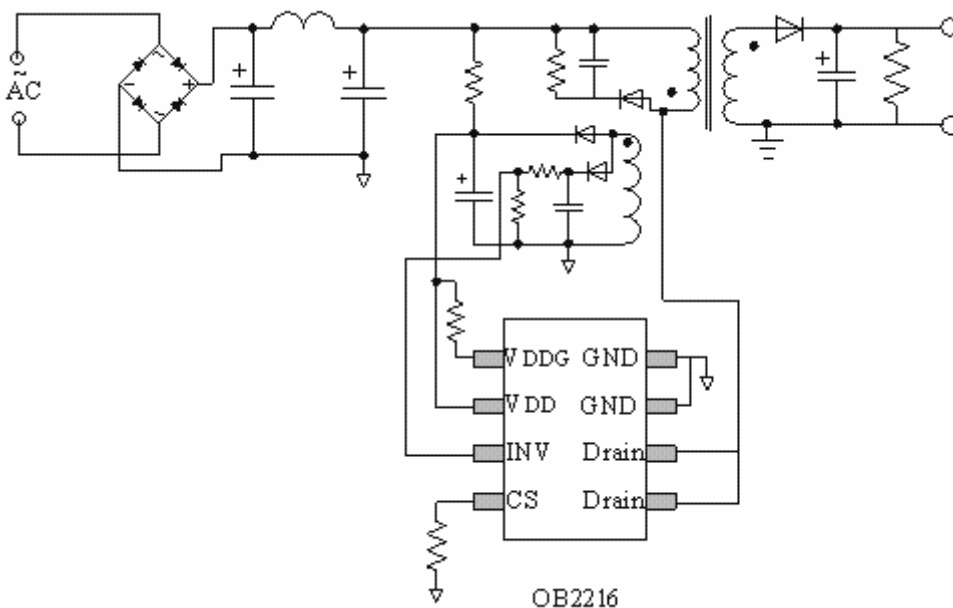 ~
AC
+
+
+
+
-
+
~
~
VDDG GND
VDD GND
INV Drain
CS Drain
OB2216